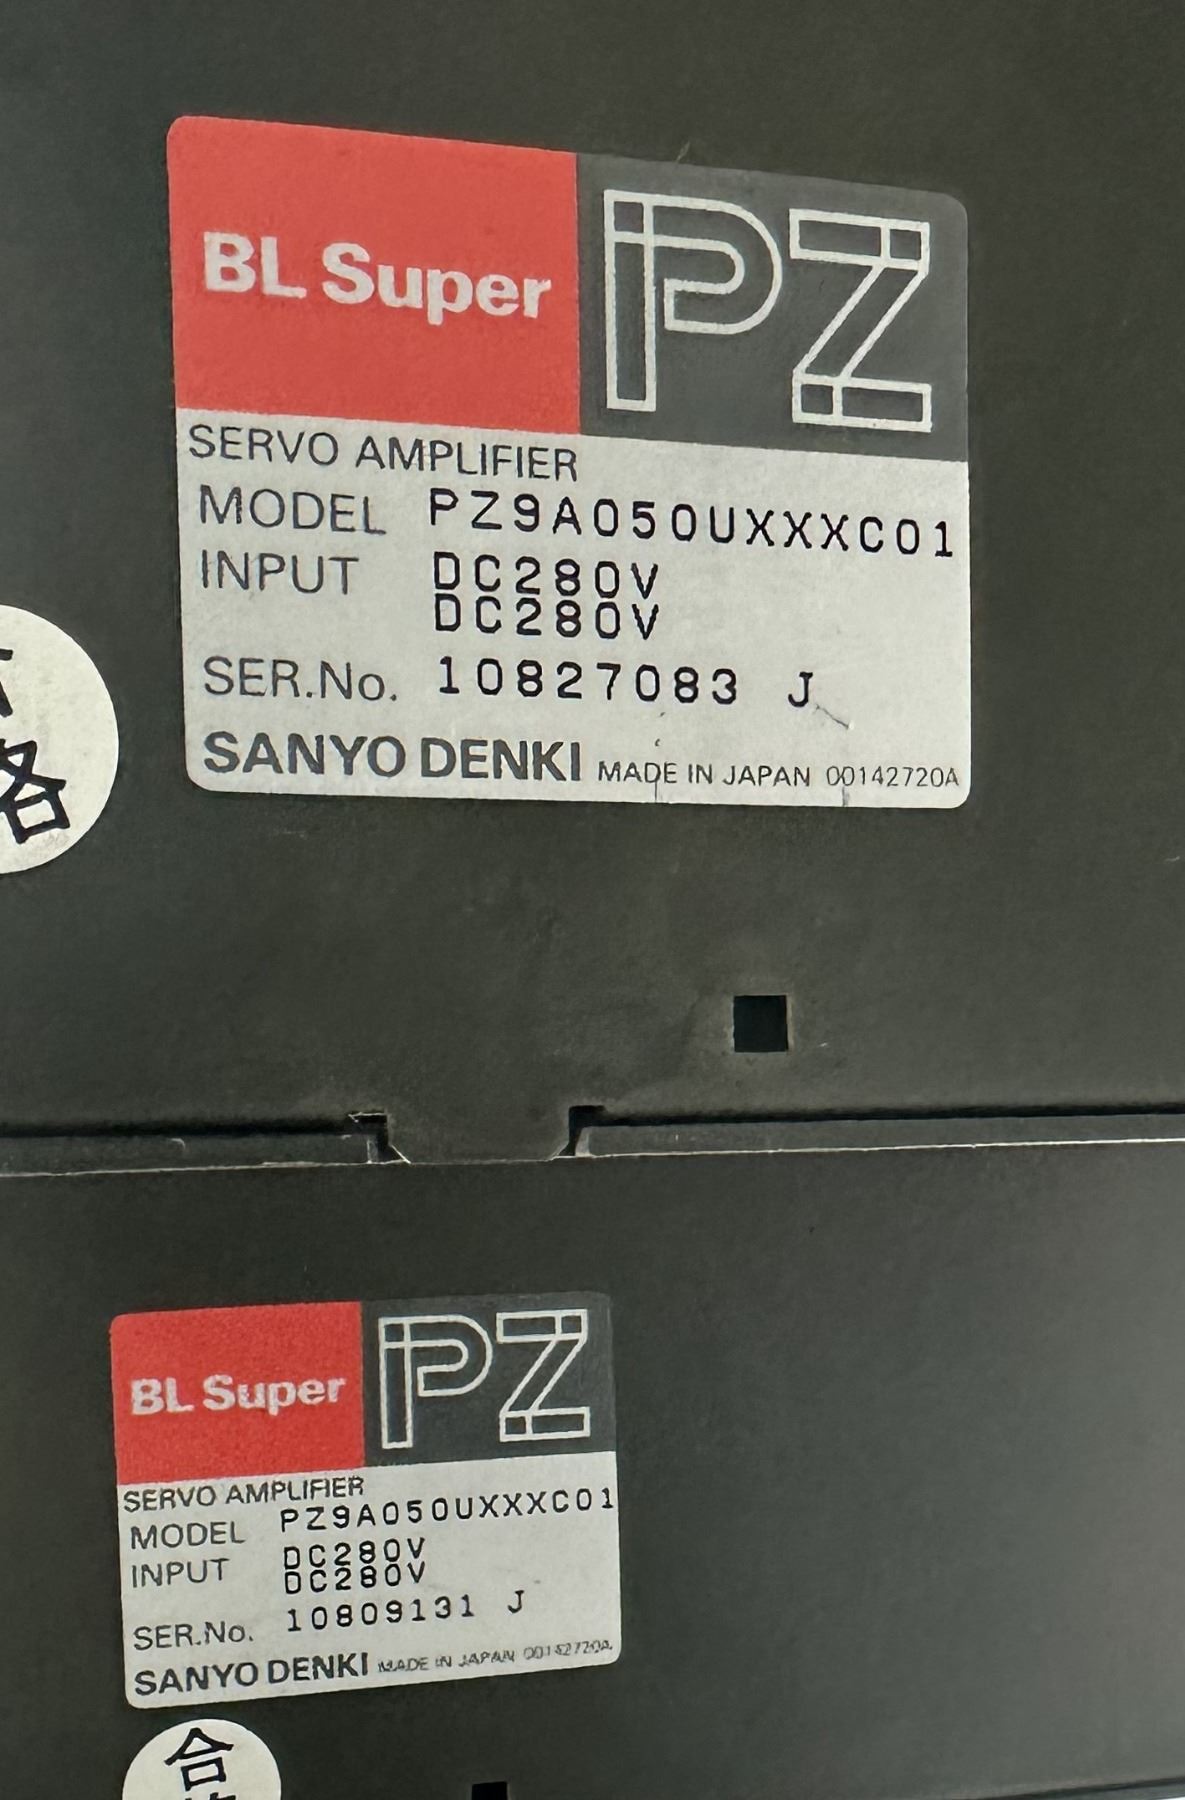 BL Super PZ
SERVO AMPLIFIER
MODEL PZ9A050UXXXC01
INPUT DC280V
DC280V
SER.No. 10827083 J
SANYO DENKI MADE IN JAPAN 00142720A
格
BL Super PZ
SERVO AMPLIFIER
MODEL PZ9A050UXXXC01
INPUT DC280V
DC280V
SER.No. 10809131 J
SANYO DENKI MADE IN JAPAN 00142720A
合